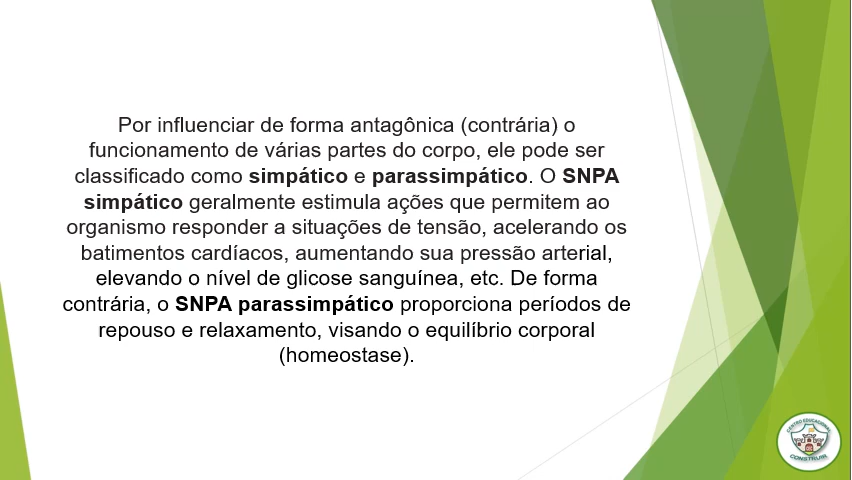 Por influenciar de forma antagônica (contrária) o
funcionamento de várias partes do corpo, ele pode ser
classificado como simpático e parassimpático. O SNPA
simpático geralmente estimula ações que permitem ao
organismo responder a situações de tensão, acelerando os
batimentos cardíacos, aumentando sua pressão arterial,
elevando o nível de glicose sanguínea, etc. De forma
contrária, o SNPA parassimpático proporciona períodos de
repouso e relaxamento, visando o equilíbrio corporal
(homeostase).
CENTRO EDUCACIONAL
CONSTRUIR